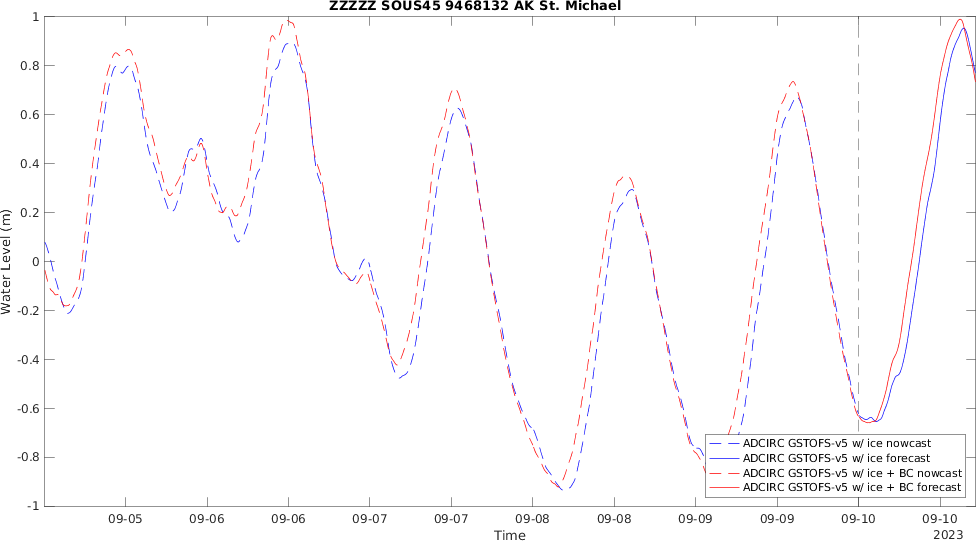 ZZZZZ SOUS45 9468132 AK St. Michael
1
0.8
0.6
0.4
0.2
0
-0.2
-0.4
-0.6
-0.8
-1
Water Level (m)
ADCIRC GSTOFS-v5 w/ ice nowcast
ADCIRC GSTOFS-v5 w/ ice forecast
ADCIRC GSTOFS-v5 w/ ice + BC nowcast
ADCIRC GSTOFS-v5 w/ ice + BC forecast
09-05 09-06 09-06 09-07 09-07 09-08 09-08 09-09 09-09 09-10 09-10
Time
2023